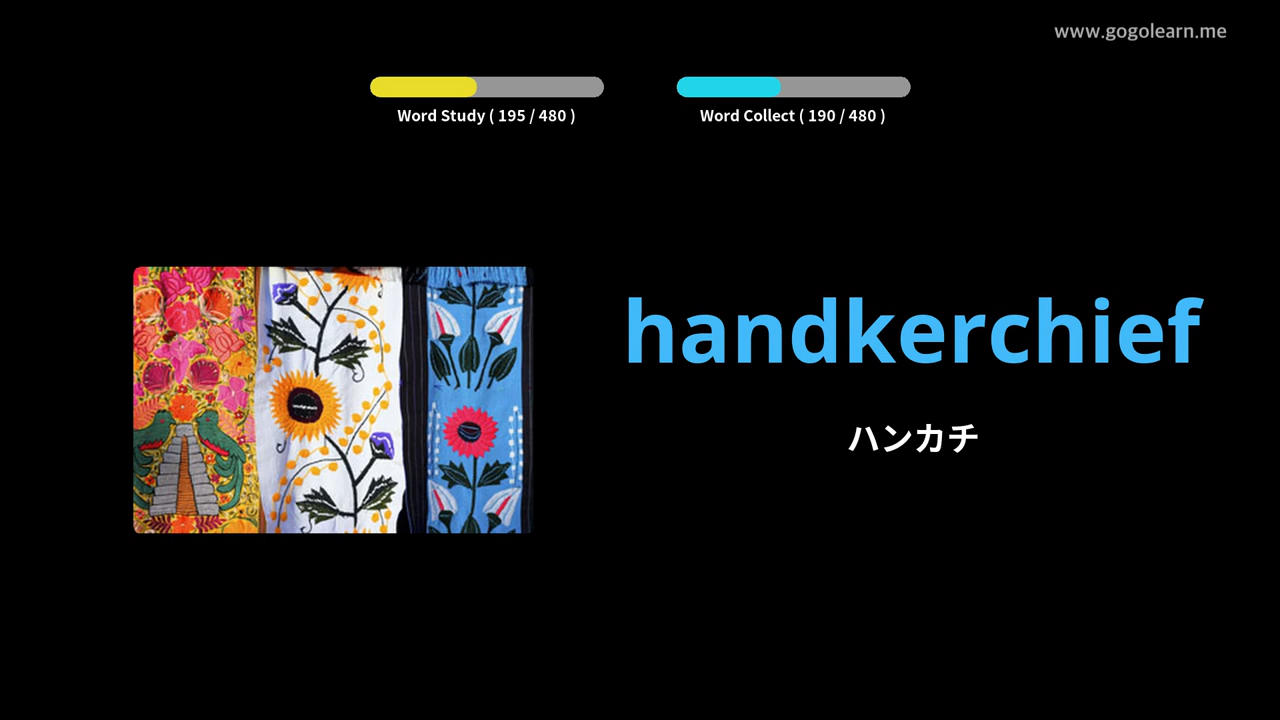 www.gogolearn.me
Word Study ( 195 / 480 )
Word Collect ( 190 / 480 )
handkerchief
ハンカチ